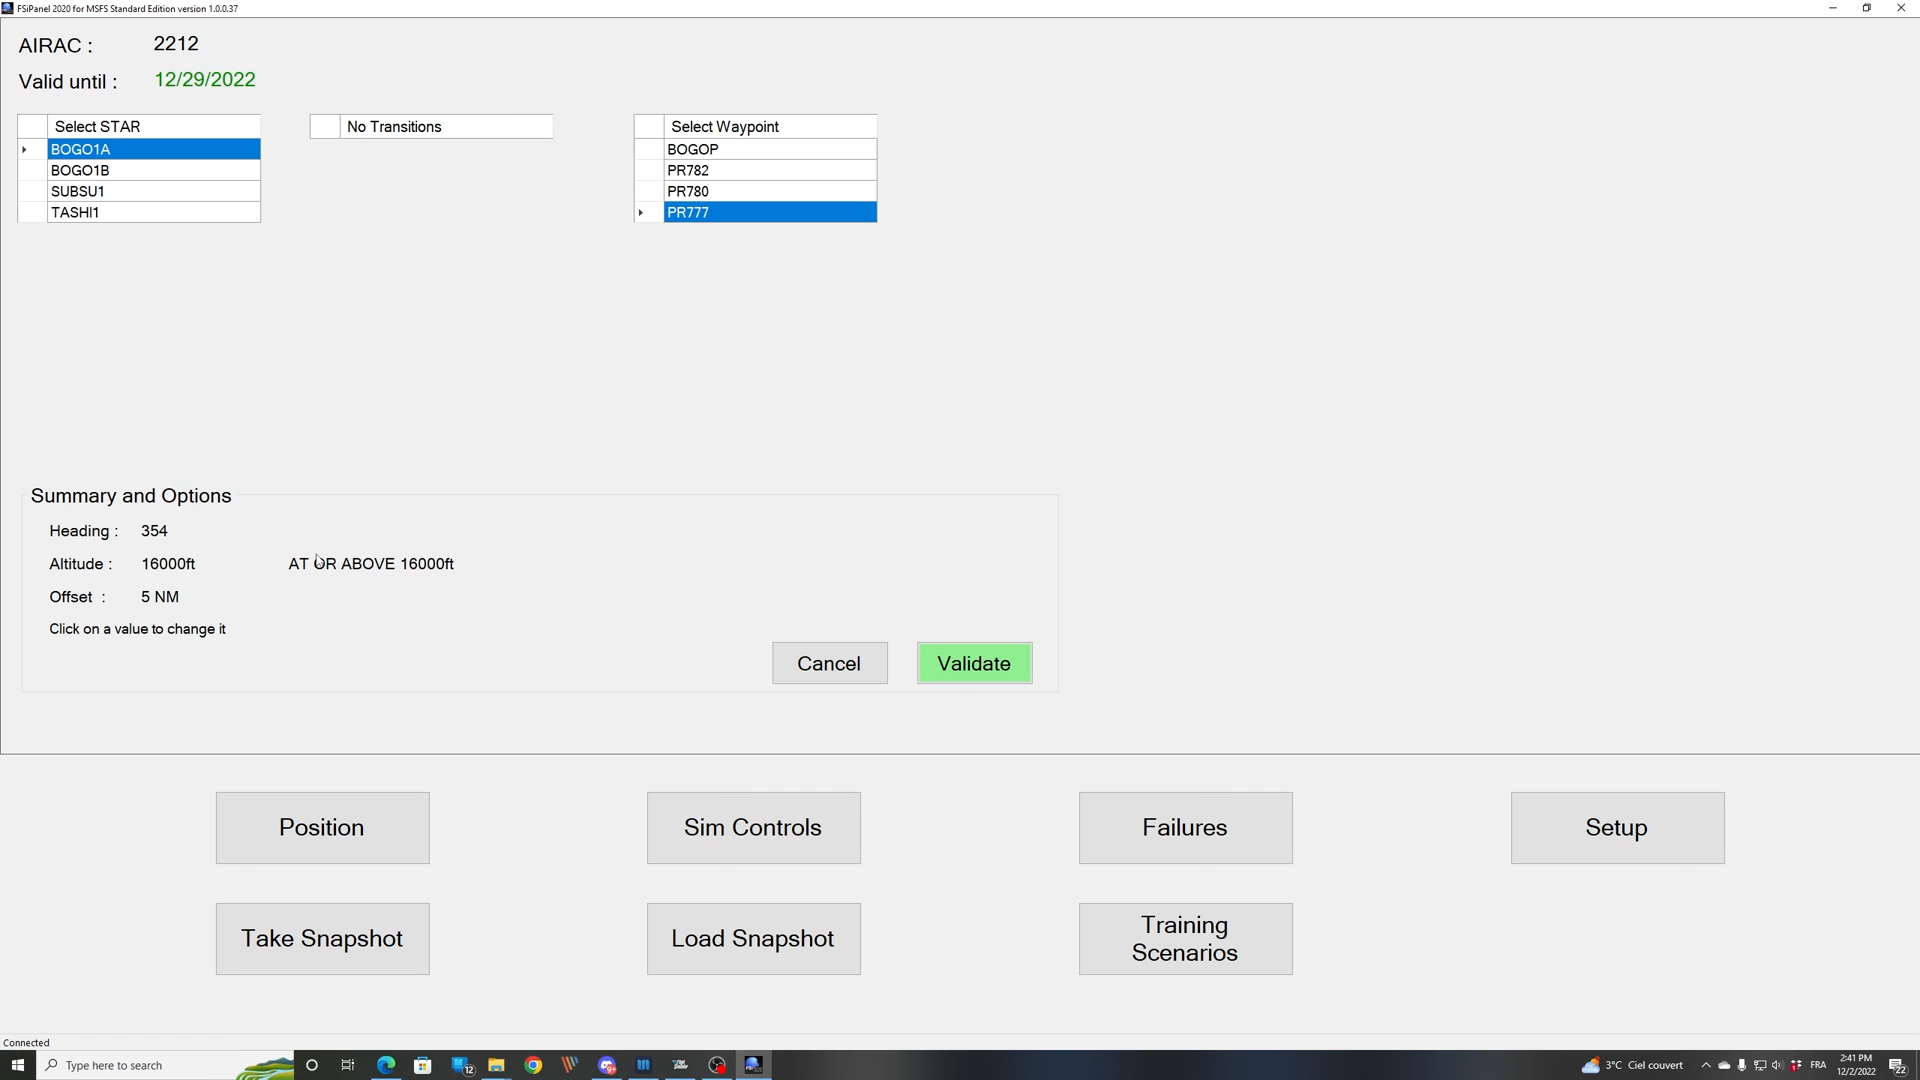 FSiPanel 2020 for MSFS Standard Edition version 1.0.0.37
AIRAC : 2212
Valid until : 12/29/2022
Select STAR
BOGO1A
BOGO1B
SUBSU1
TASHI1
No Transitions
Select Waypoint
BOGOP
PR782
PR780
PR777
Summary and Options
Heading : 354
Altitude : 16000ft AT OR ABOVE 16000ft
Offset : 5 NM
Click on a value to change it
Cancel
Validate
Position
Sim Controls
Failures
Setup
Take Snapshot
Load Snapshot
Training
Scenarios
Connected
Type here to search
12
3°C Ciel couvert
FRA
2:41 PM
12/2/2022
22